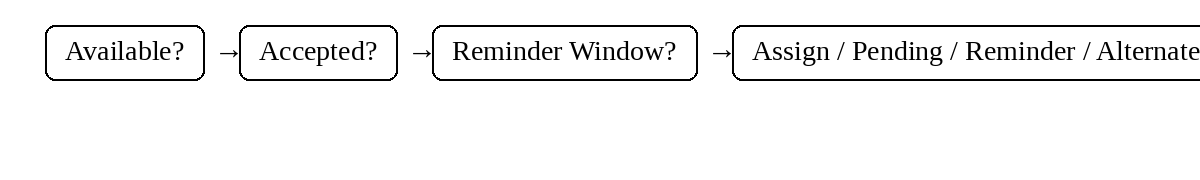 Available? → Accepted? → Reminder Window? → Assign / Pending / Reminder / Alternate